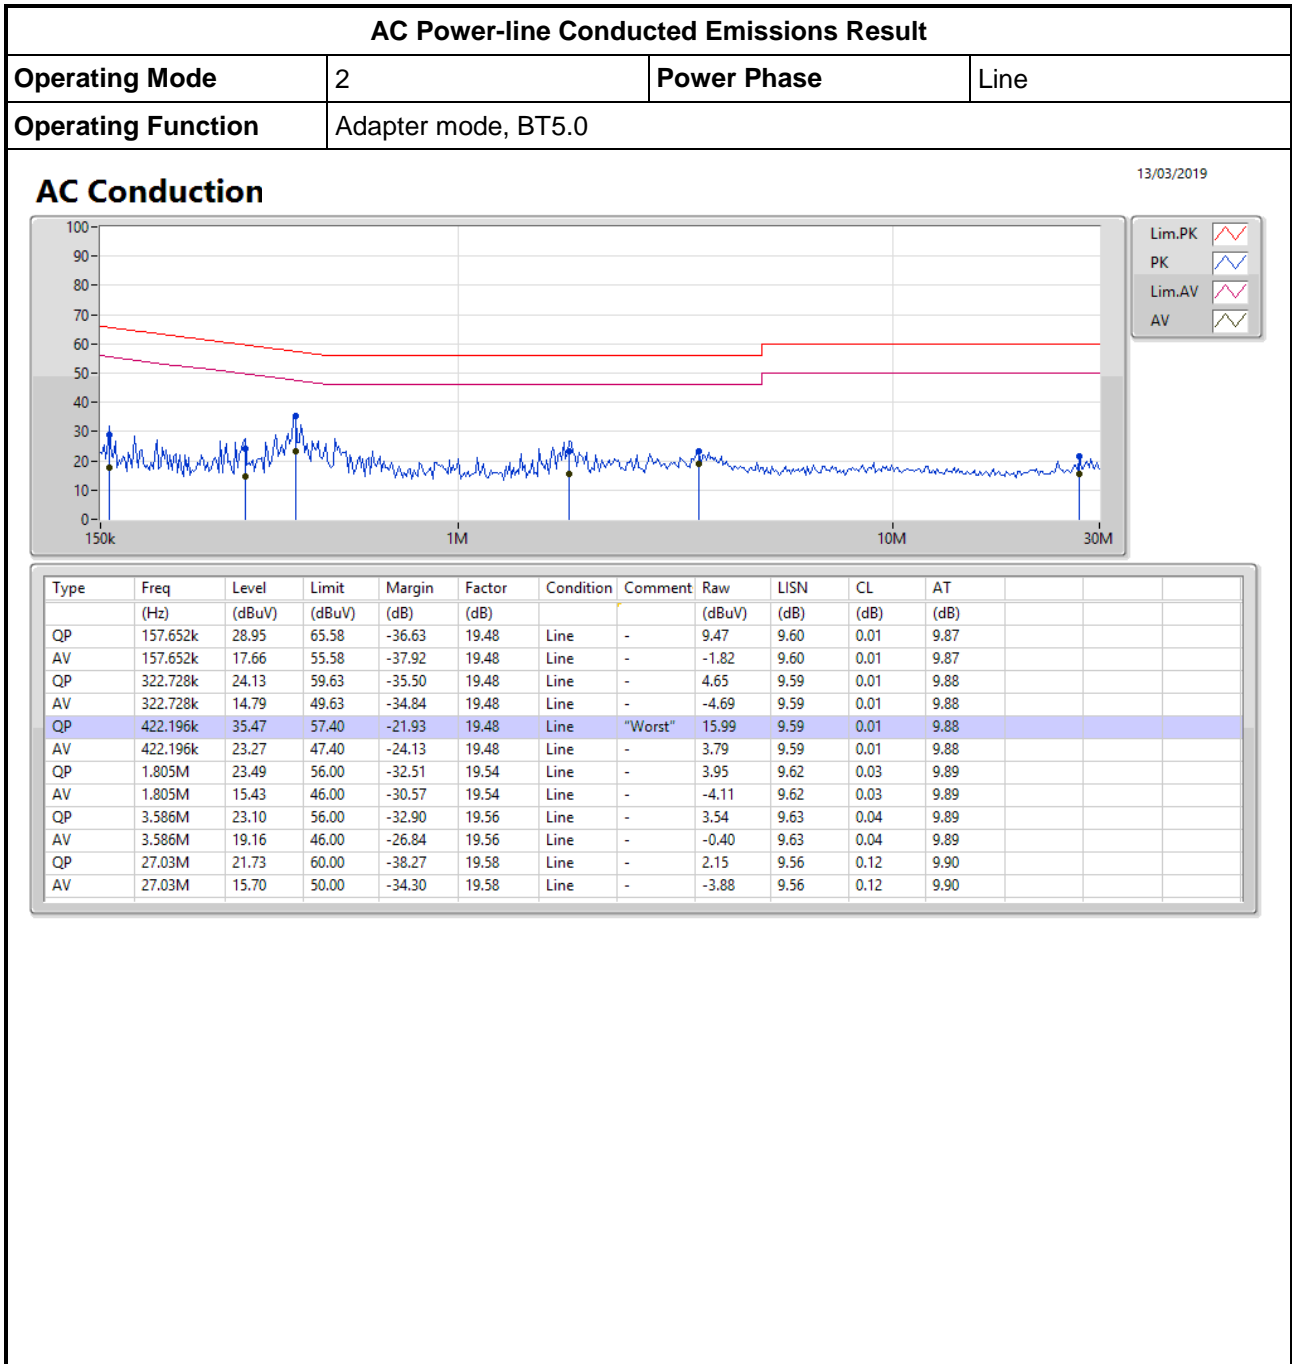 AC Power-line Conducted Emissions Result
Operating Mode 2 Power Phase Line
Operating Function Adapter mode, BT5.0
13/03/2019
AC Conduction
100
90
80
70
60
50
40
30
20
10
0
150k 1M 10M 30M
Lim.PK
PK
Lim.AV
AV
Type Freq Level Limit Margin Factor Condition Comment Raw LISN CL AT
(Hz) (dBuV) (dBuV) (dB) (dB) (dBuV) (dB) (dB) (dB)
QP 157.652k 28.95 65.58 -36.63 19.48 Line - 9.47 9.60 0.01 9.87
AV 157.652k 17.66 55.58 -37.92 19.48 Line - -1.82 9.60 0.01 9.87
QP 322.728k 24.13 59.63 -35.50 19.48 Line - 4.65 9.59 0.01 9.88
AV 322.728k 14.79 49.63 -34.84 19.48 Line - -4.69 9.59 0.01 9.88
QP 422.196k 35.47 57.40 -21.93 19.48 Line "Worst" 15.99 9.59 0.01 9.88
AV 422.196k 23.27 47.40 -24.13 19.48 Line - 3.79 9.59 0.01 9.88
QP 1.805M 23.49 56.00 -32.51 19.54 Line - 3.95 9.62 0.03 9.89
AV 1.805M 15.43 46.00 -30.57 19.54 Line - -4.11 9.62 0.03 9.89
QP 3.586M 23.10 56.00 -32.90 19.56 Line - 3.54 9.63 0.04 9.89
AV 3.586M 19.16 46.00 -26.84 19.56 Line - -0.40 9.63 0.04 9.89
QP 27.03M 21.73 60.00 -38.27 19.58 Line - 2.15 9.56 0.12 9.90
AV 27.03M 15.70 50.00 -34.30 19.58 Line - -3.88 9.56 0.12 9.90